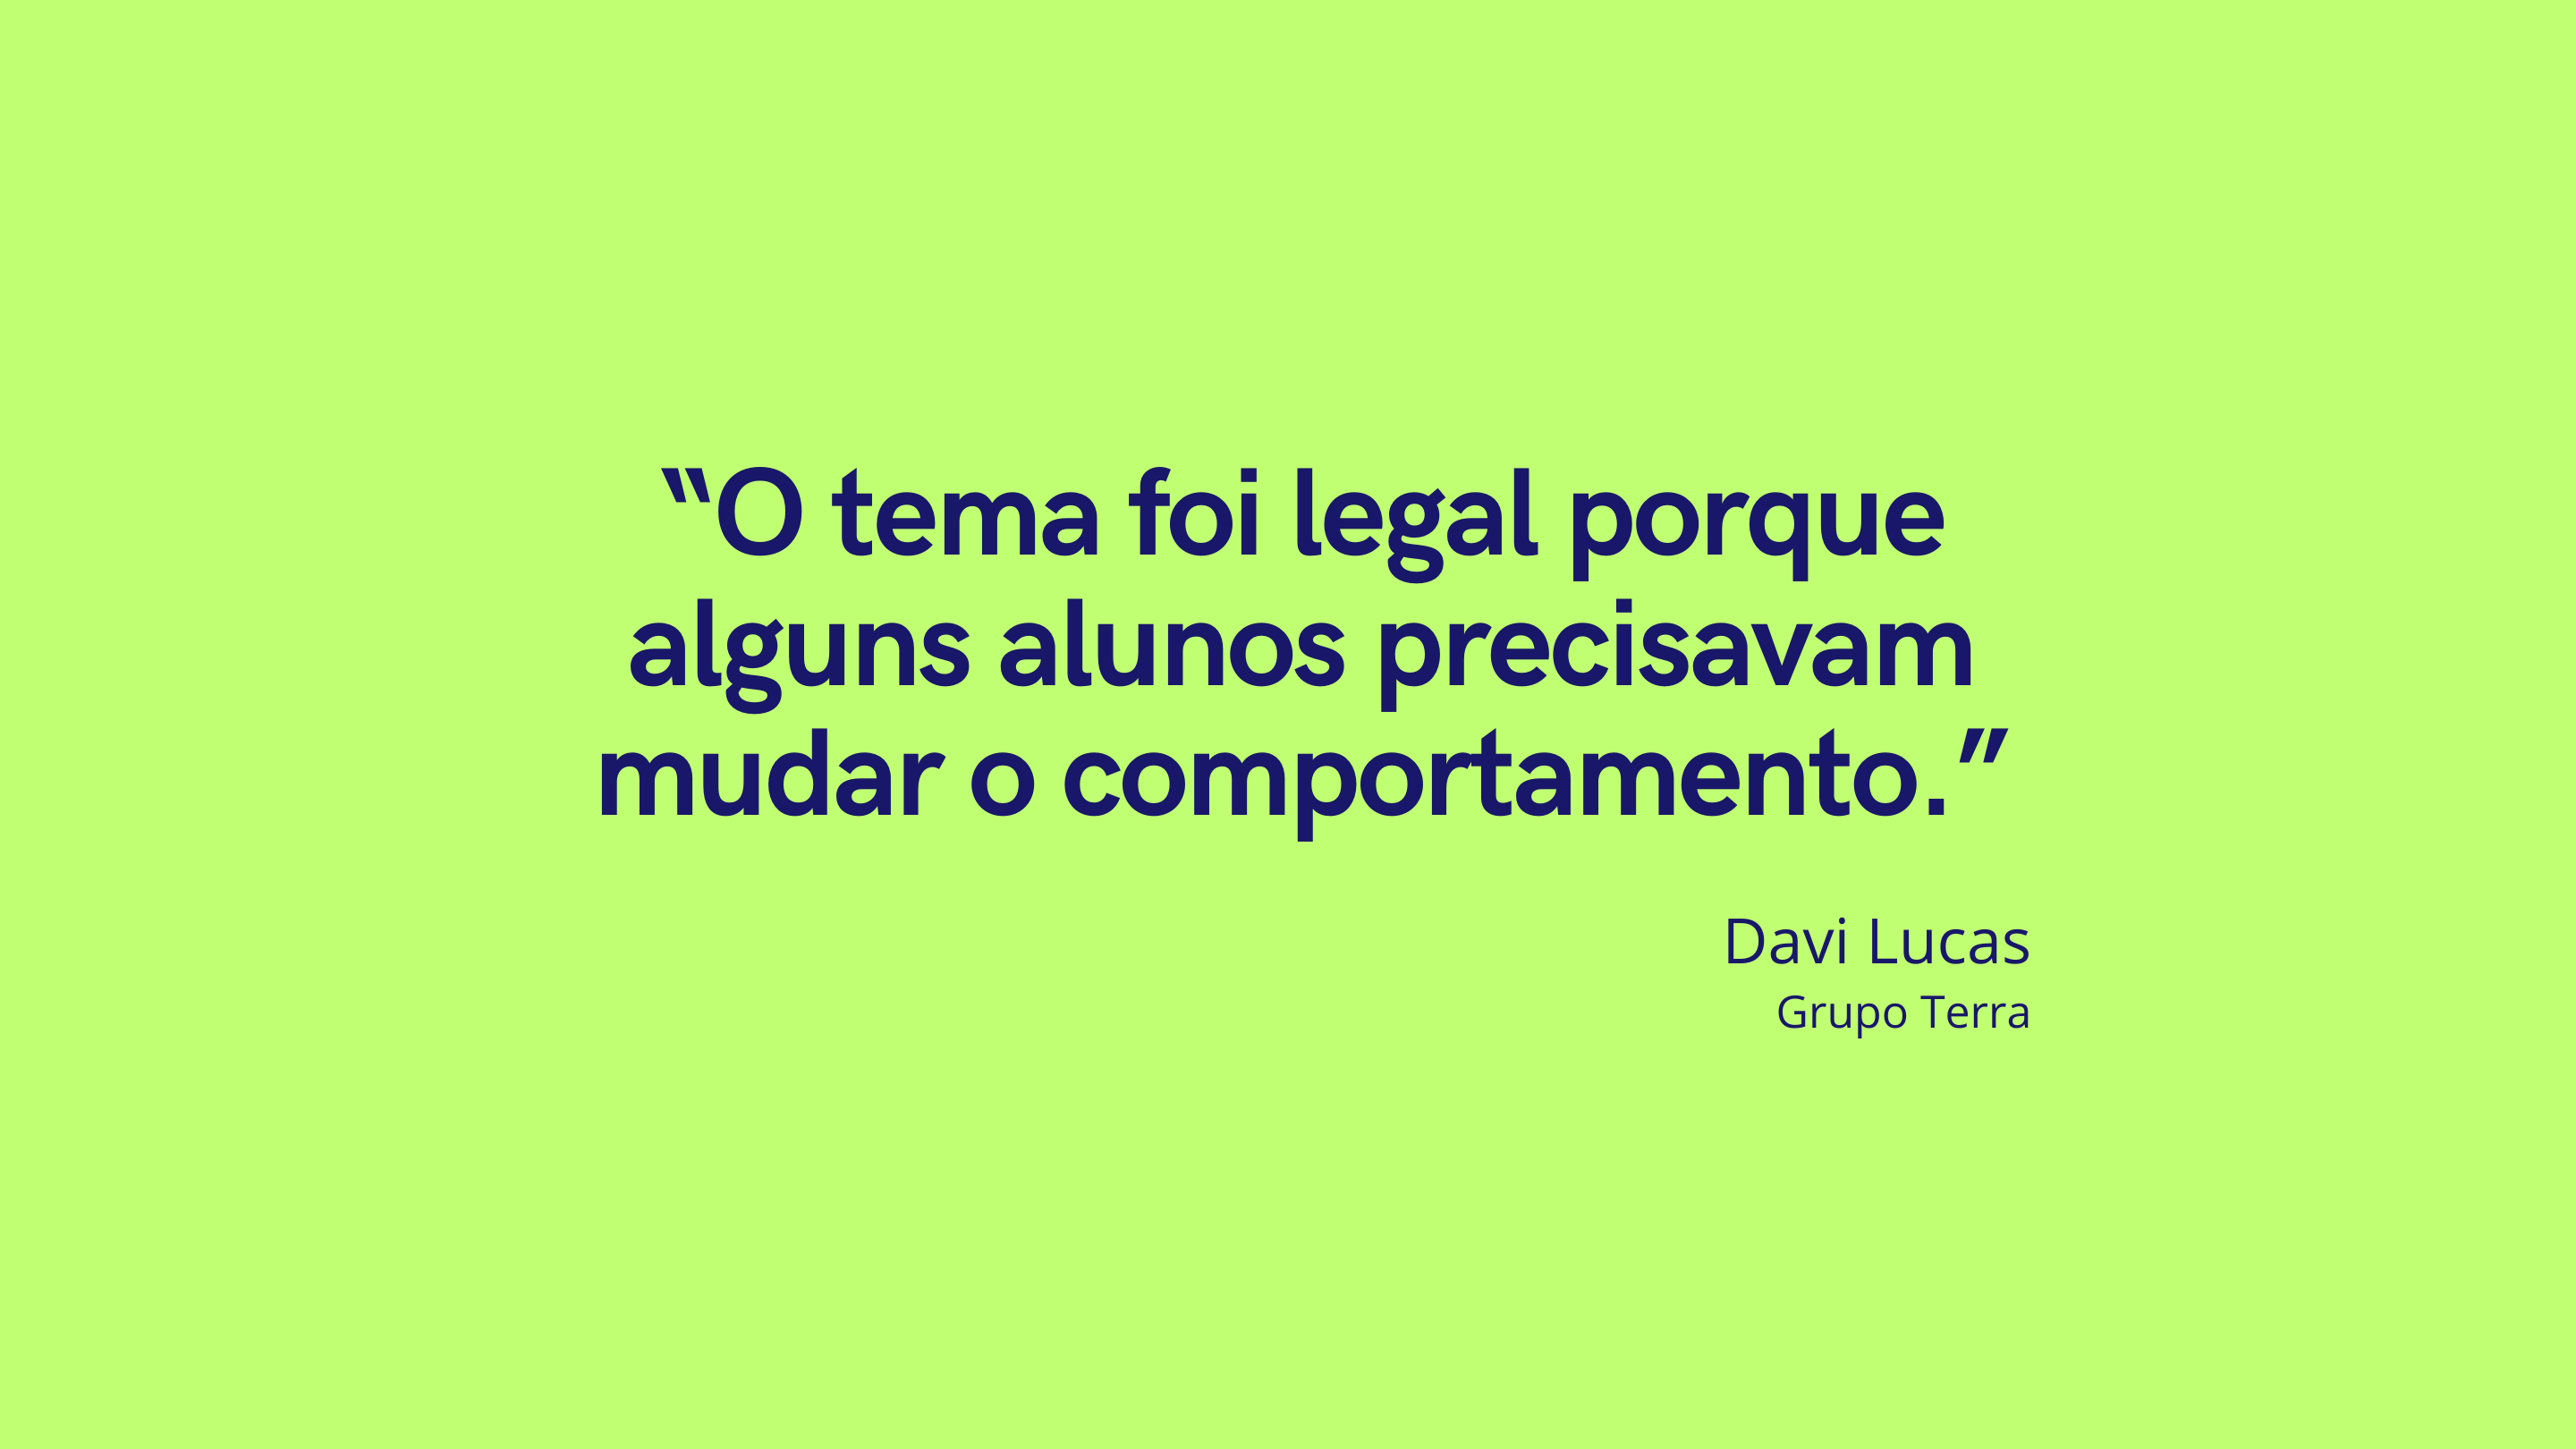 “O tema foi legal porque
alguns alunos precisavam
mudar o comportamento.”
Davi Lucas
Grupo Terra